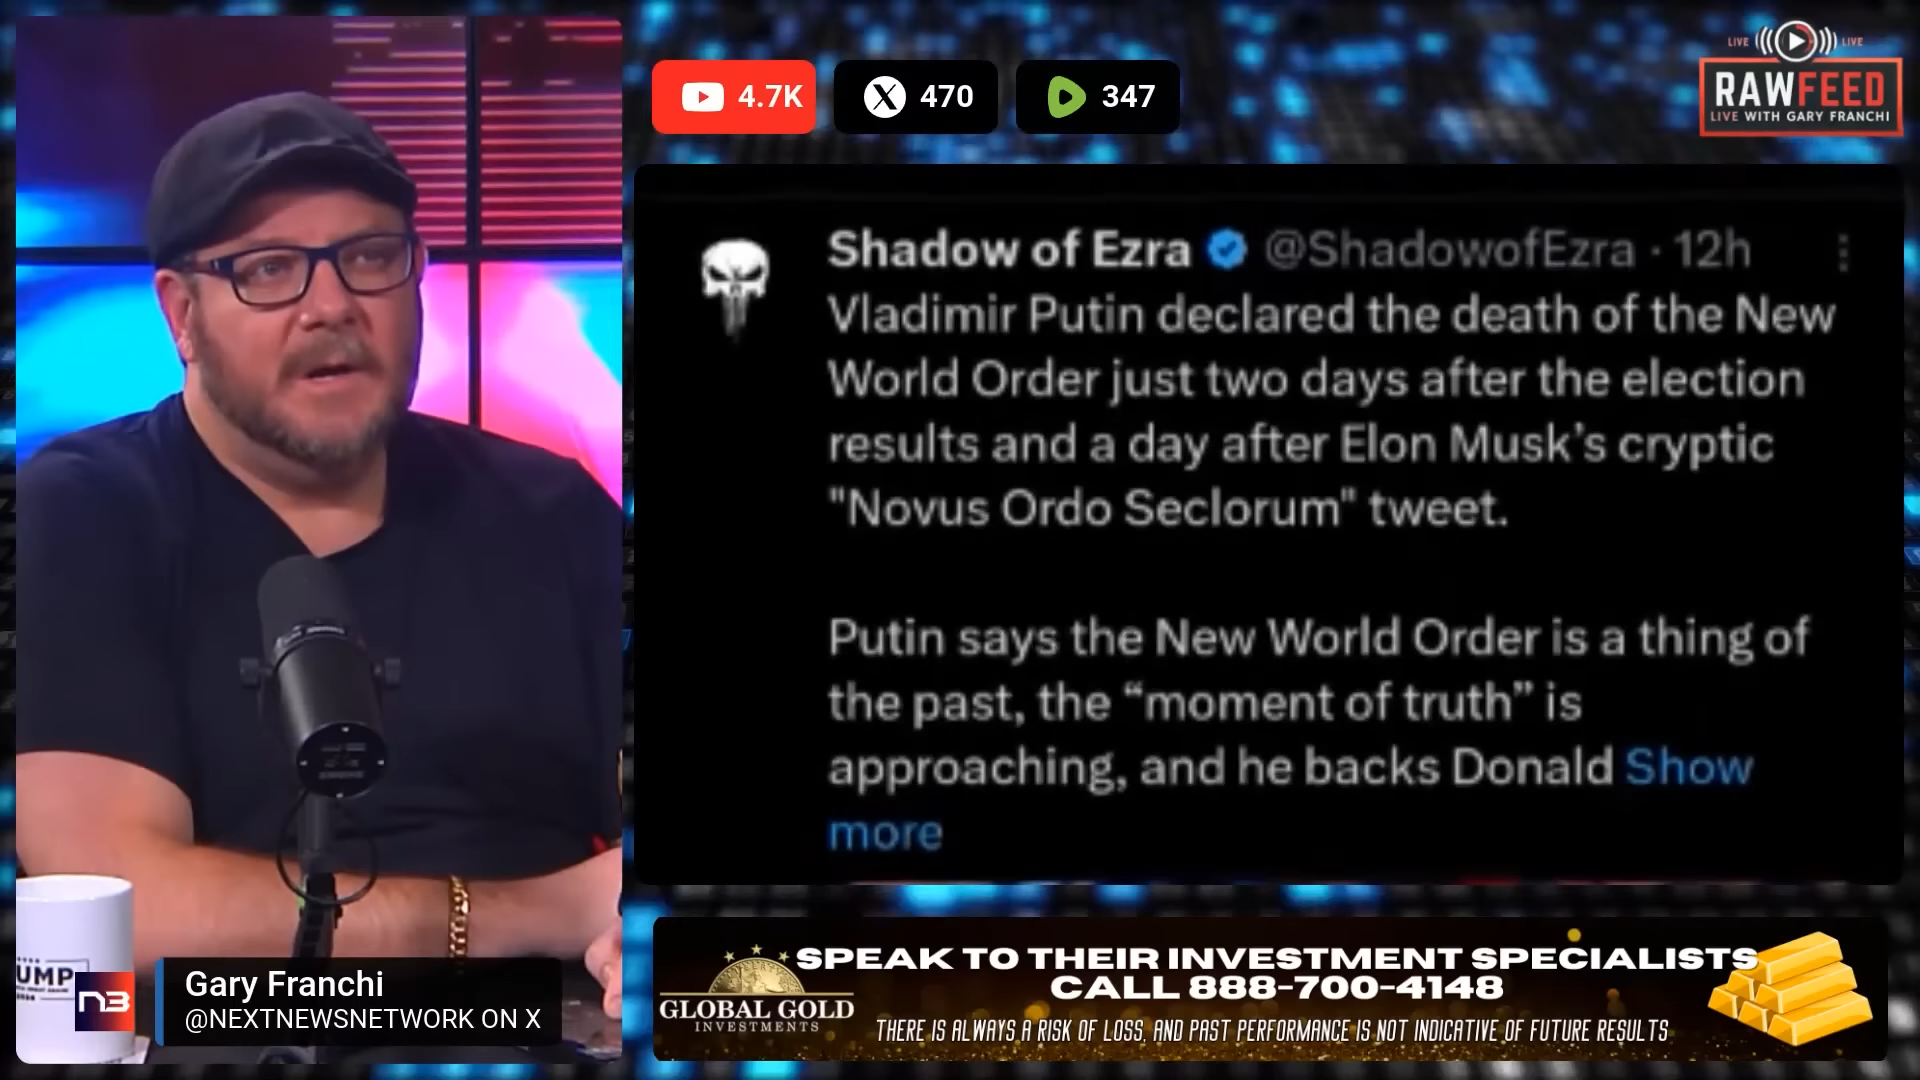 4.7K
470
347
LIVE LIVE
RAWFEED
LIVE WITH GARY FRANCHI
Shadow of Ezra @ShadowofEzra · 12h
Vladimir Putin declared the death of the New
World Order just two days after the election
results and a day after Elon Musk's cryptic
"Novus Ordo Seclorum" tweet.
Putin says the New World Order is a thing of
the past, the “moment of truth” is
approaching, and he backs Donald Show
more
UMP
Gary Franchi
@NEXTNEWSNETWORK ON X
GLOBAL GOLD
INVESTMENTS
SPEAK TO THEIR INVESTMENT SPECIALISTS
CALL 888-700-4148
THERE IS ALWAYS A RISK OF LOSS, AND PAST PERFORMANCE IS NOT INDICATIVE OF FUTURE RESULTS